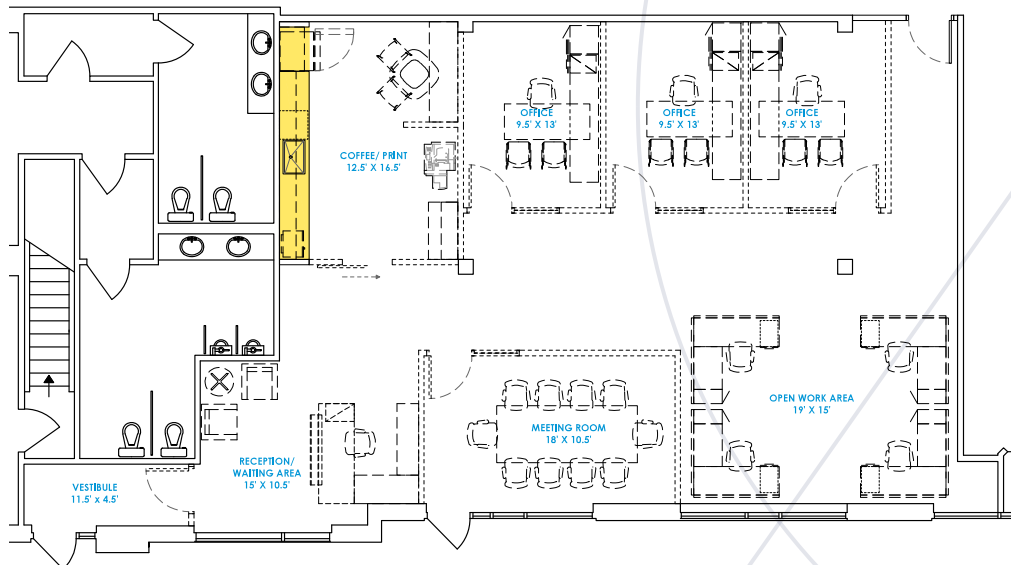 OFFICE
9.5' X 13'
OFFICE
9.5' X 13'
OFFICE
9.5' X 13'
COFFEE/ PRINT
12.5' X 16.5'
OPEN WORK AREA
19' X 15'
MEETING ROOM
18' X 10.5'
RECEPTION/
WAITING AREA
15' X 10.5'
VESTIBULE
11.5' x 4.5'